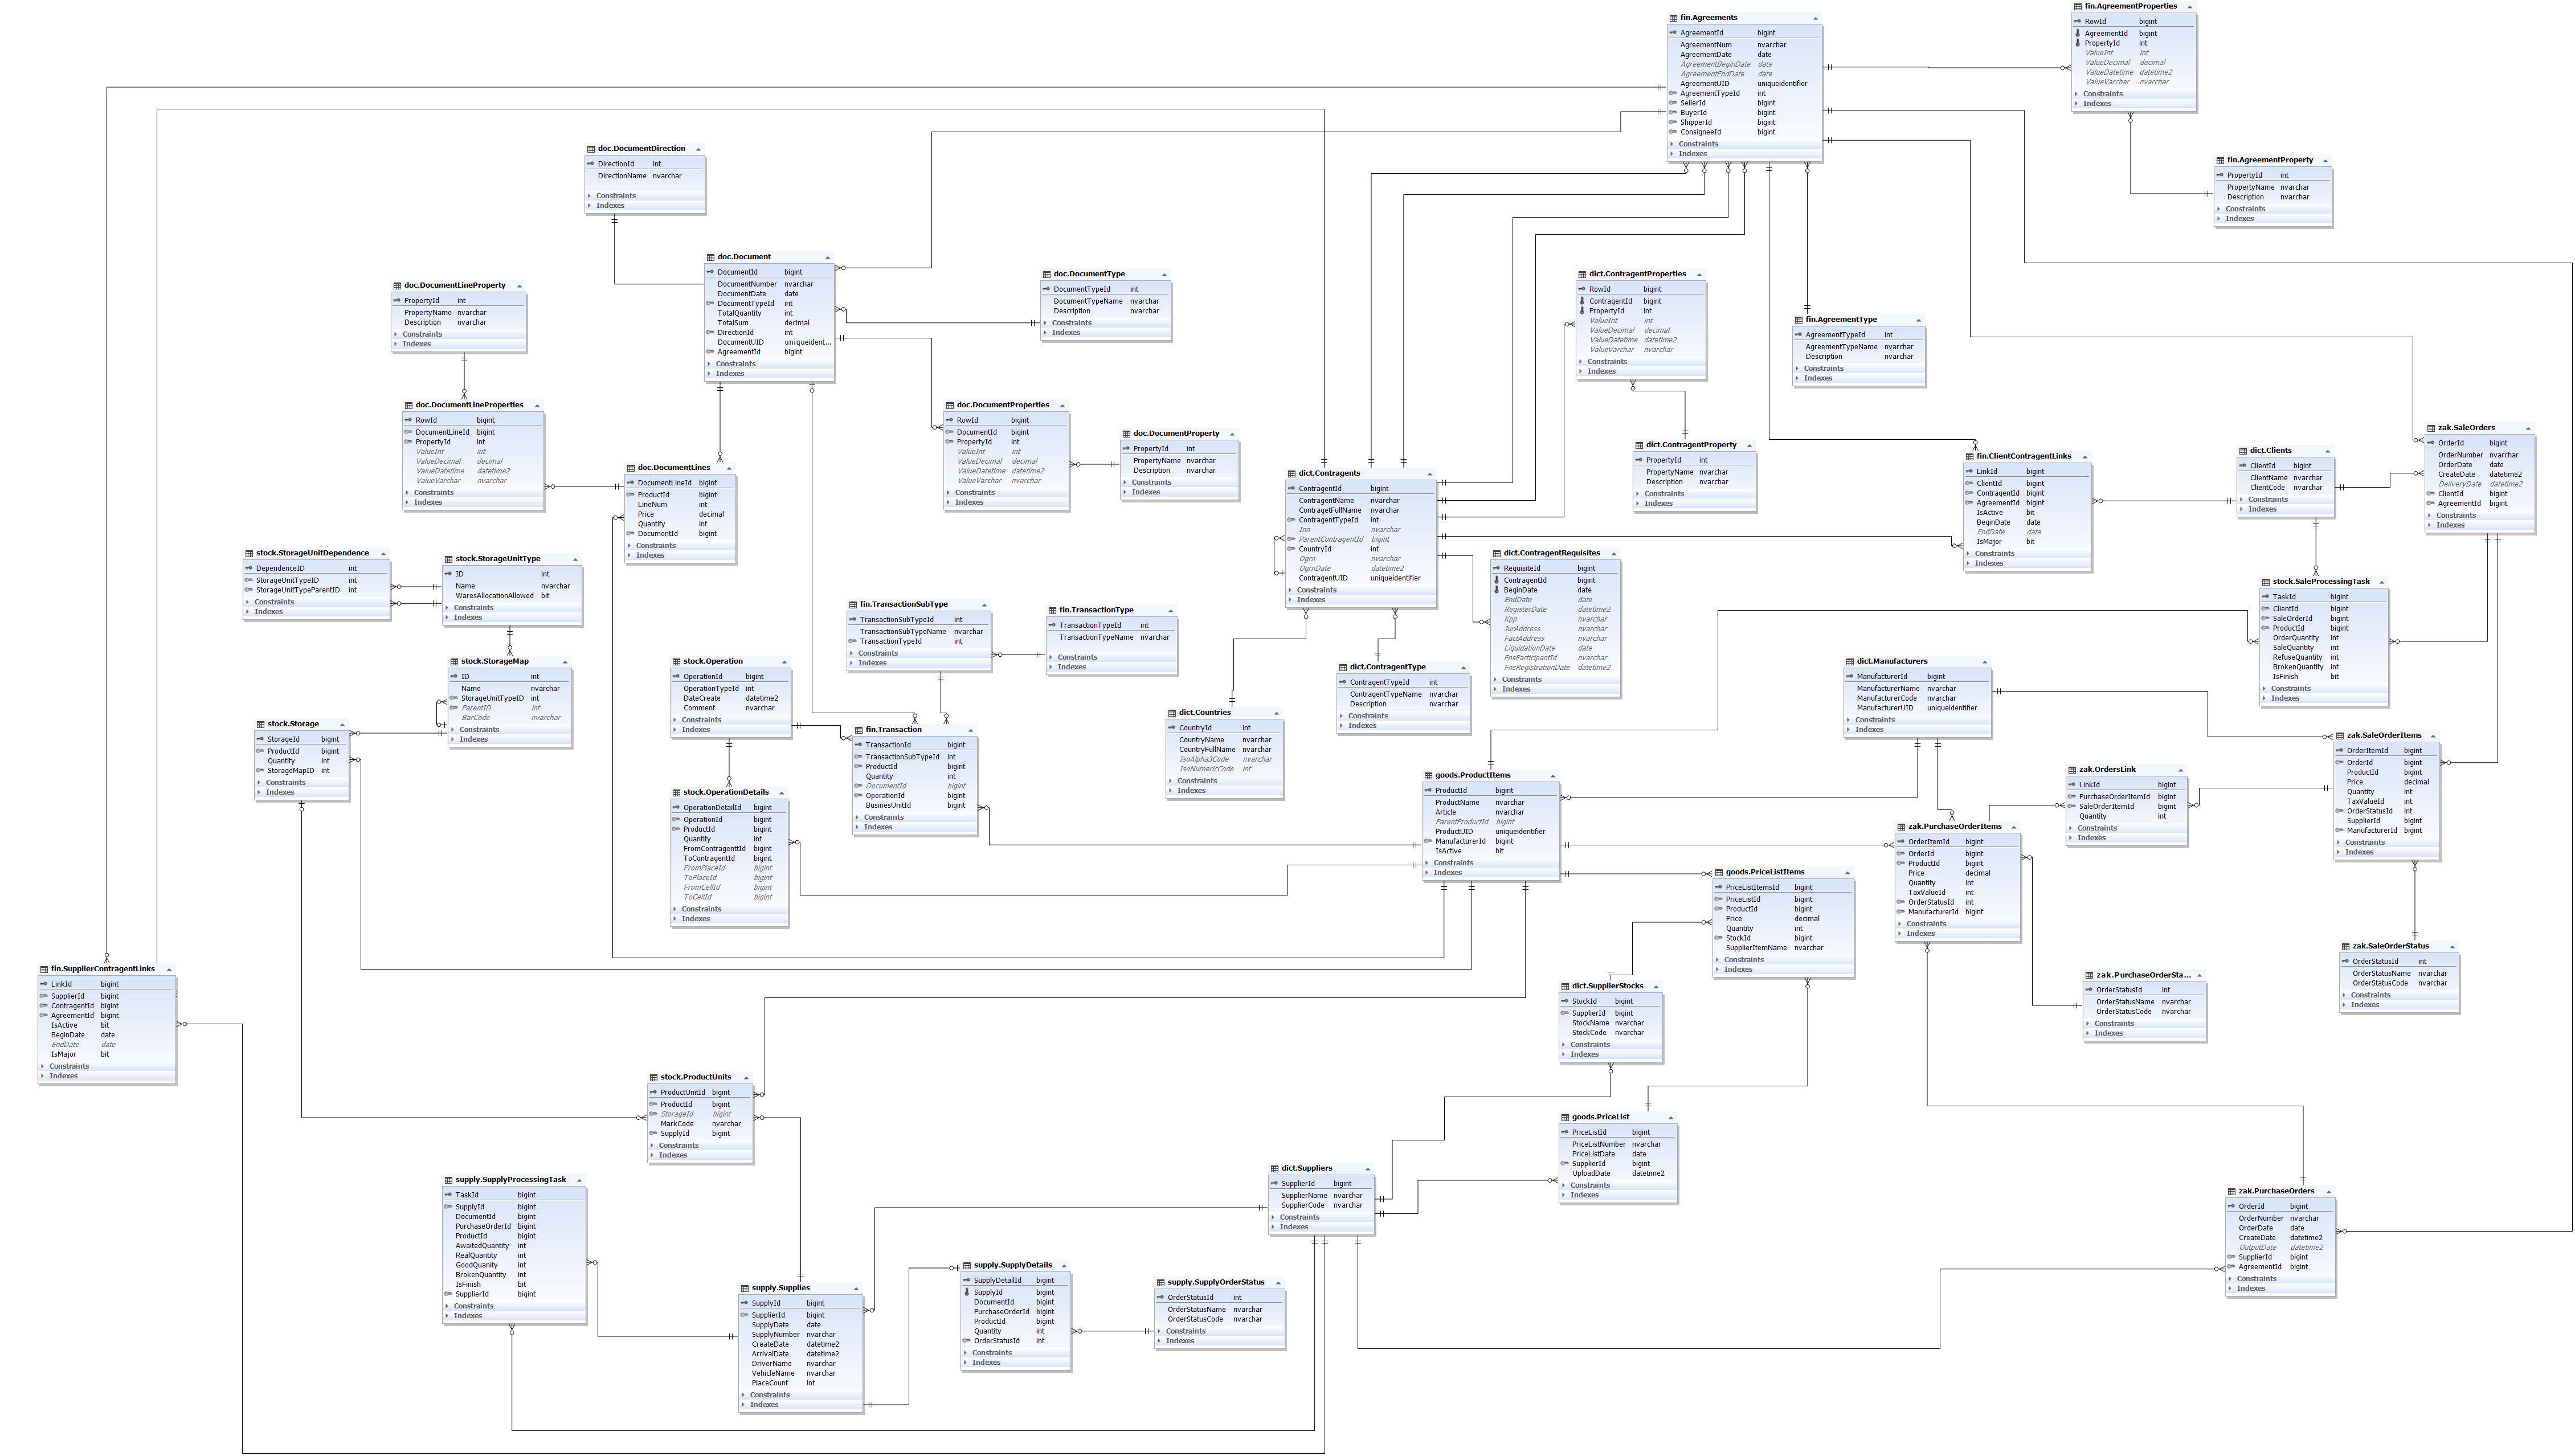 fin.Agreements
AgreementId bigint
AgreementNum nvarchar
AgreementDate date
AgreementBeginDate date
AgreementEndDate date
AgreementUID uniqueidentifier
AgreementTypeId int
SellerId bigint
BuyerId bigint
ShipperId bigint
ConsigneeId bigint
Constraints
Indexes
fin.AgreementProperties
RowId bigint
AgreementId bigint
PropertyId int
ValueInt int
ValueDecimal decimal
ValueDatetime datetime2
ValueVarchar nvarchar
Constraints
Indexes
fin.AgreementProperty
PropertyId int
PropertyName nvarchar
Description nvarchar
Constraints
Indexes
doc.DocumentDirection
DirectionId int
DirectionName nvarchar
Constraints
Indexes
doc.Document
DocumentId bigint
DocumentNumber nvarchar
DocumentDate date
DocumentTypeId int
TotalQuantity int
TotalSum decimal
DirectionId int
DocumentUID uniqueident...
AgreementId bigint
Constraints
Indexes
doc.DocumentType
DocumentTypeId int
DocumentTypeName nvarchar
Description nvarchar
Constraints
Indexes
doc.DocumentLineProperty
PropertyId int
PropertyName nvarchar
Description nvarchar
Constraints
Indexes
dict.ContragentProperties
RowId bigint
ContragentId bigint
PropertyId int
ValueInt int
ValueDecimal decimal
ValueDatetime datetime2
ValueVarchar nvarchar
Constraints
Indexes
fin.AgreementType
AgreementTypeId int
AgreementTypeName nvarchar
Description nvarchar
Constraints
Indexes
doc.DocumentLineProperties
RowId bigint
DocumentLineId bigint
PropertyId int
ValueInt int
ValueDecimal decimal
ValueDatetime datetime2
ValueVarchar nvarchar
Constraints
Indexes
doc.DocumentProperties
RowId bigint
DocumentId bigint
PropertyId int
ValueInt int
ValueDecimal decimal
ValueDatetime datetime2
ValueVarchar nvarchar
Constraints
Indexes
doc.DocumentProperty
PropertyId int
PropertyName nvarchar
Description nvarchar
Constraints
Indexes
dict.ContragentProperty
PropertyId int
PropertyName nvarchar
Description nvarchar
Constraints
Indexes
zak.SaleOrders
OrderId bigint
OrderNumber nvarchar
OrderDate date
CreateDate datetime2
DeliveryDate datetime2
ClientId bigint
AgreementId bigint
Constraints
Indexes
dict.Clients
ClientId bigint
ClientName nvarchar
ClientCode nvarchar
Constraints
Indexes
fin.ClientContragentLinks
LinkId bigint
ClientId bigint
ContragentId bigint
AgreementId bigint
IsActive bit
BeginDate date
EndDate date
IsMajor bit
Constraints
Indexes
doc.DocumentLines
DocumentLineId bigint
ProductId bigint
LineNum int
Price decimal
Quantity int
DocumentId bigint
Constraints
Indexes
dict.Contragents
ContragentId bigint
ContragentName nvarchar
ContragetFullName nvarchar
ContragentTypeId int
Inn nvarchar
ParentContragentId bigint
CountryId int
Ogrn nvarchar
OgrnDate datetime2
ContragentUID uniqueidentifier
Constraints
Indexes
dict.ContragentRequisites
RequisiteId bigint
ContragentId bigint
BeginDate date
EndDate date
RegisterDate datetime2
Kpp nvarchar
JurAddress nvarchar
FactAddress nvarchar
LiquidationDate date
FnsParticipantId nvarchar
FnsRegistrationDate datetime2
Constraints
Indexes
stock.StorageUnitDependence
DependenceID int
StorageUnitTypeID int
StorageUnitTypeParentID int
Constraints
Indexes
stock.StorageUnitType
ID int
Name nvarchar
WaresAllocationAllowed bit
Constraints
Indexes
stock.SaleProcessingTask
TaskId bigint
ClientId bigint
SaleOrderId bigint
ProductId bigint
OrderQuantity int
SaleQuantity int
RefuseQuantity int
BrokenQuantity int
IsFinish bit
Constraints
Indexes
fin.TransactionSubType
TransactionSubTypeId int
TransactionSubTypeName nvarchar
TransactionTypeId int
Constraints
Indexes
fin.TransactionType
TransactionTypeId int
TransactionTypeName nvarchar
Constraints
Indexes
stock.StorageMap
ID int
Name nvarchar
StorageUnitTypeID int
ParentID int
BarCode nvarchar
Constraints
Indexes
stock.Operation
OperationId bigint
OperationTypeId int
DateCreate datetime2
Comment nvarchar
Constraints
Indexes
dict.ContragentType
ContragentTypeId int
ContragentTypeName nvarchar
Description nvarchar
Constraints
Indexes
dict.Manufacturers
ManufacturerId bigint
ManufacturerName nvarchar
ManufacturerCode nvarchar
ManufacturerUID uniqueidentifier
Constraints
Indexes
dict.Countries
CountryId int
CountryName nvarchar
CountryFullName nvarchar
IsoAlpha3Code nvarchar
IsoNumericCode int
Constraints
Indexes
stock.Storage
StorageId bigint
ProductId bigint
Quantity int
StorageMapID int
Constraints
Indexes
fin.Transaction
TransactionId bigint
TransactionSubTypeId int
ProductId bigint
Quantity int
DocumentId bigint
OperationId bigint
BusinesUnitId bigint
Constraints
Indexes
zak.SaleOrderItems
OrderItemId bigint
OrderId bigint
ProductId bigint
Price decimal
Quantity int
TaxValueId int
OrderStatusId int
SupplierId bigint
ManufacturerId bigint
Constraints
Indexes
zak.OrdersLink
LinkId bigint
PurchaseOrderItemId bigint
SaleOrderItemId bigint
Quantity int
Constraints
Indexes
goods.ProductItems
ProductId bigint
ProductName nvarchar
Article nvarchar
ParentProductId bigint
ProductUID uniqueidentifier
ManufacturerId bigint
IsActive bit
Constraints
Indexes
stock.OperationDetails
OperationDetailId bigint
OperationId bigint
ProductId bigint
Quantity int
FromContragenttId bigint
ToContragentId bigint
FromPlaceId bigint
ToPlaceId bigint
FromCellId bigint
ToCellId bigint
Constraints
Indexes
zak.PurchaseOrderItems
OrderItemId bigint
OrderId bigint
ProductId bigint
Price decimal
Quantity int
TaxValueId int
OrderStatusId int
ManufacturerId bigint
Constraints
Indexes
goods.PriceListItems
PriceListItemsId bigint
PriceListId bigint
ProductId bigint
Price decimal
Quantity int
StockId bigint
SupplierItemName nvarchar
Constraints
Indexes
zak.SaleOrderStatus
OrderStatusId int
OrderStatusName nvarchar
OrderStatusCode nvarchar
Constraints
Indexes
fin.SupplierContragentLinks
LinkId bigint
SupplierId bigint
ContragentId bigint
AgreementId bigint
IsActive bit
BeginDate date
EndDate date
IsMajor bit
Constraints
Indexes
zak.PurchaseOrderSta...
OrderStatusId int
OrderStatusName nvarchar
OrderStatusCode nvarchar
Constraints
Indexes
dict.SupplierStocks
StockId bigint
SupplierId bigint
StockName nvarchar
StockCode nvarchar
Constraints
Indexes
stock.ProductUnits
ProductUnitId bigint
ProductId bigint
StorageId bigint
MarkCode nvarchar
SupplyId bigint
Constraints
Indexes
goods.PriceList
PriceListId bigint
PriceListNumber nvarchar
PriceListDate date
SupplierId bigint
UploadDate datetime2
Constraints
Indexes
dict.Suppliers
SupplierId bigint
SupplierName nvarchar
SupplierCode nvarchar
Constraints
Indexes
supply.SupplyProcessingTask
TaskId bigint
SupplyId bigint
DocumentId bigint
PurchaseOrderId bigint
ProductId bigint
AwaitedQuantity int
RealQuantity int
GoodQuanity int
BrokenQuantity int
IsFinish bit
SupplierId bigint
Constraints
Indexes
zak.PurchaseOrders
OrderId bigint
OrderNumber nvarchar
OrderDate date
CreateDate datetime2
OutputDate datetime2
SupplierId bigint
AgreementId bigint
Constraints
Indexes
supply.SupplyDetails
SupplyDetailId bigint
SupplyId bigint
DocumentId bigint
PurchaseOrderId bigint
ProductId bigint
Quantity int
OrderStatusId int
Constraints
Indexes
supply.SupplyOrderStatus
OrderStatusId int
OrderStatusName nvarchar
OrderStatusCode nvarchar
Constraints
Indexes
supply.Supplies
SupplyId bigint
SupplierId bigint
SupplyDate date
SupplyNumber nvarchar
CreateDate datetime2
ArrivalDate datetime2
DriverName nvarchar
VehicleName nvarchar
PlaceCount int
Constraints
Indexes